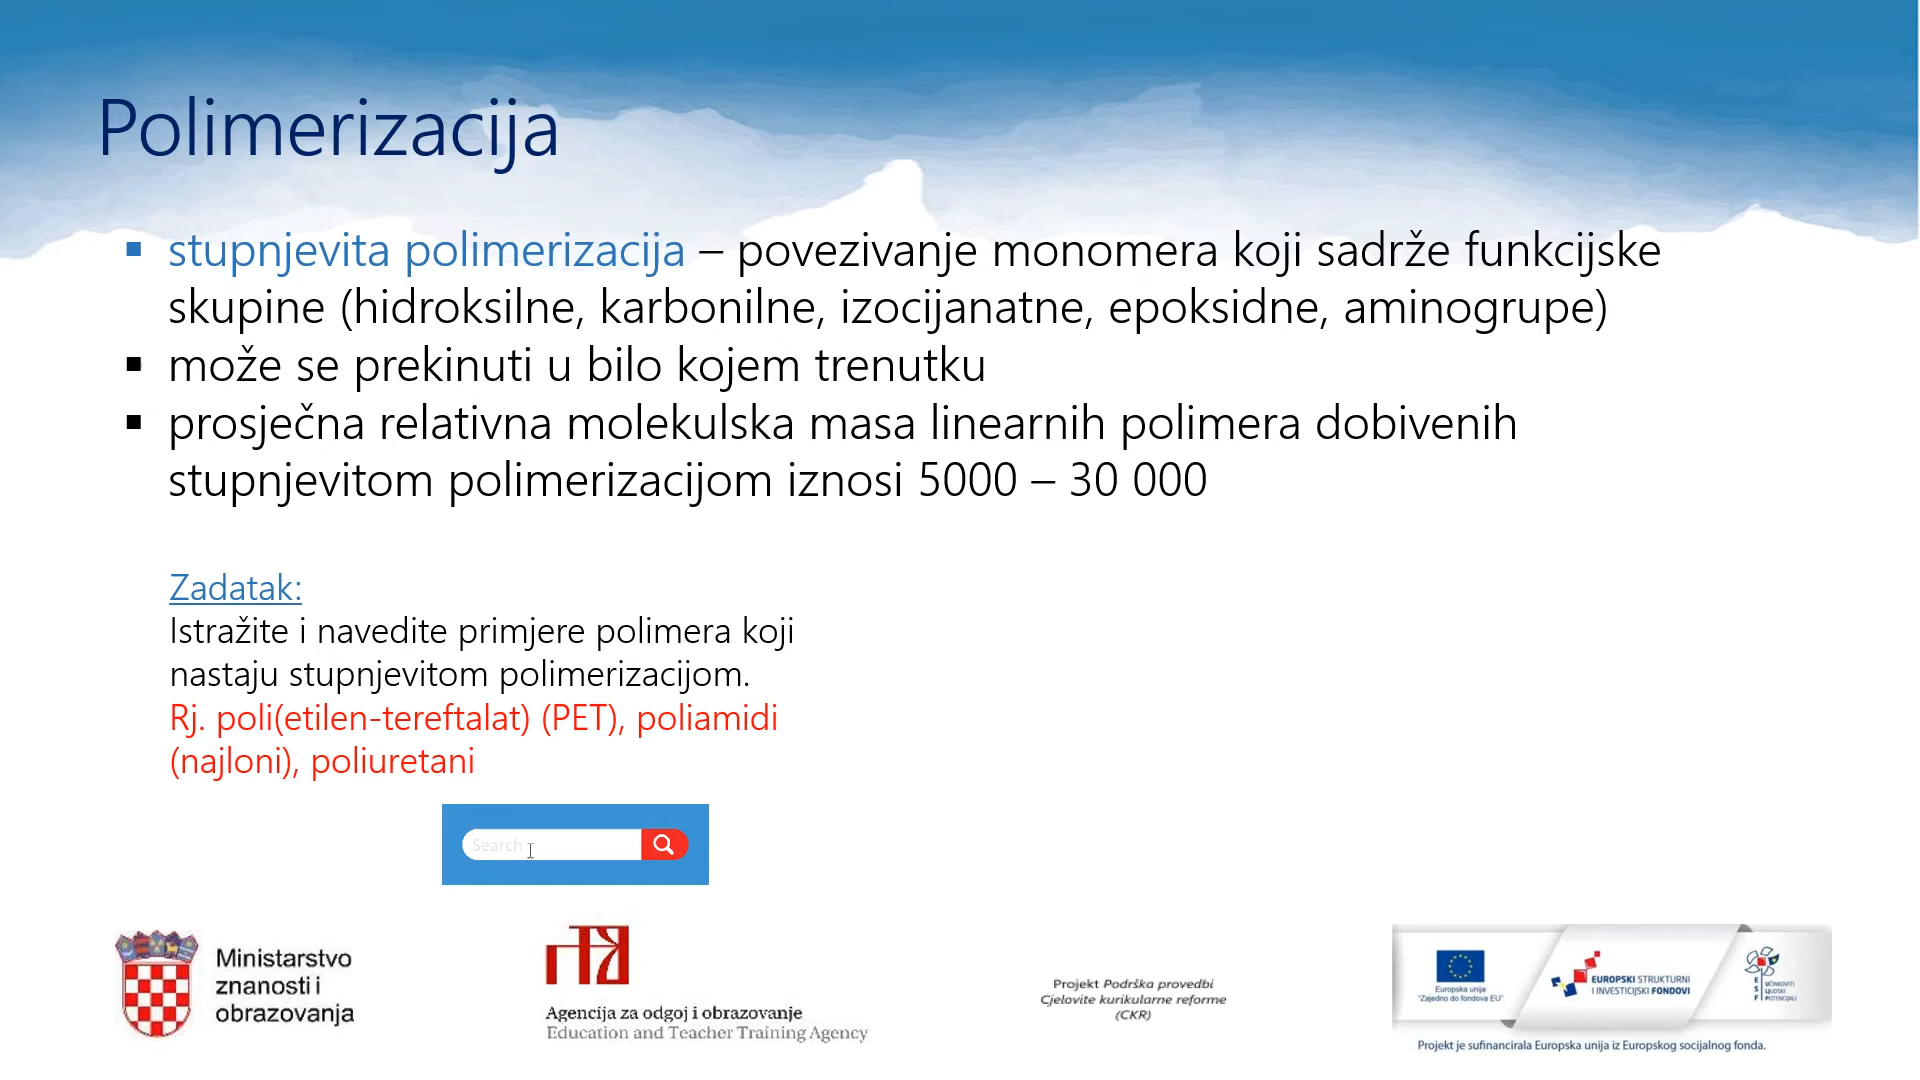 Polimerizacija
▪ stupnjevita polimerizacija – povezivanje monomera koji sadrže funkcijske
skupine (hidroksilne, karbonilne, izocijanatne, epoksidne, aminogrupe)
▪ može se prekinuti u bilo kojem trenutku
▪ prosječna relativna molekulska masa linearnih polimera dobivenih
stupnjevitom polimerizacijom iznosi 5000 – 30 000
Zadatak:
Istražite i navedite primjere polimera koji
nastaju stupnjevitom polimerizacijom.
Rj. poli(etilen-tereftalat) (PET), poliamidi
(najloni), poliuretani
Search
Ministarstvo
znanosti i
obrazovanja
Agencija za odgoj i obrazovanje
Education and Teacher Training Agency
Projekt Podrška provedbi
Cjelovite kurikularne reforme
(CKR)
Europska unija
"Zajedno do fondova EU"
EUROPSKI STRUKTURNI
I INVESTICIJSKI FONDOVI
ESF
UČINKOVITI
LJUDSKI
POTENCIJALI
Projekt je sufinancirala Europska unija iz Europskog socijalnog fonda.